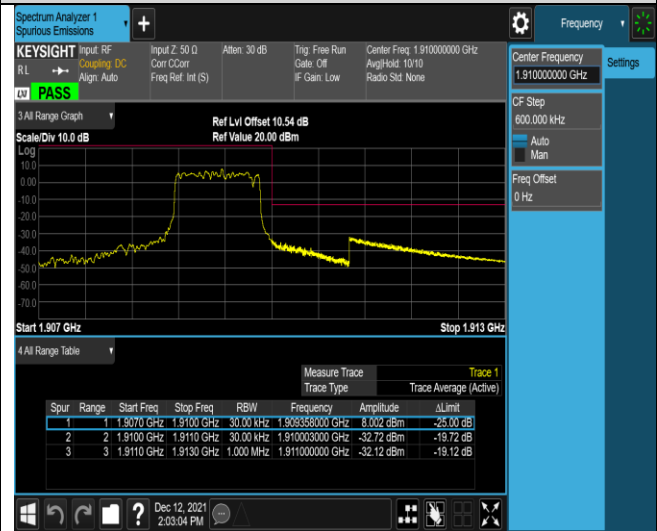 Spectrum Analyzer 1
Spurious Emissions
Frequency
KEYSIGHT Input: RF Input Z: 50 Ω Atten: 30 dB Trig: Free Run Center Freq: 1.910000000 GHz
RL Coupling: DC Corr CCorr Gate: Off Avg|Hold: 10/10
Align: Auto Freq Ref: Int (S) IF Gain: Low Radio Std: None
LXI PASS
Center Frequency
1.910000000 GHz
Settings
CF Step
600.000 kHz
Auto
Man
Freq Offset
0 Hz
3 All Range Graph
Ref Lvl Offset 10.54 dB
Scale/Div 10.0 dB Ref Value 20.00 dBm
Log
10.0
0.00
-10.0
-20.0
-30.0
-40.0
-50.0
-60.0
-70.0
Start 1.907 GHz Stop 1.913 GHz
4 All Range Table
Measure Trace Trace 1
Trace Type Trace Average (Active)
Spur Range Start Freq Stop Freq RBW Frequency Amplitude ΔLimit
1 1 1.9070 GHz 1.9100 GHz 30.00 kHz 1.909358000 GHz 8.002 dBm -25.00 dB
2 2 1.9100 GHz 1.9110 GHz 30.00 kHz 1.910003000 GHz -32.72 dBm -19.72 dB
3 3 1.9110 GHz 1.9130 GHz 1.000 MHz 1.911000000 GHz -32.12 dBm -19.12 dB
Dec 12, 2021
2:03:04 PM